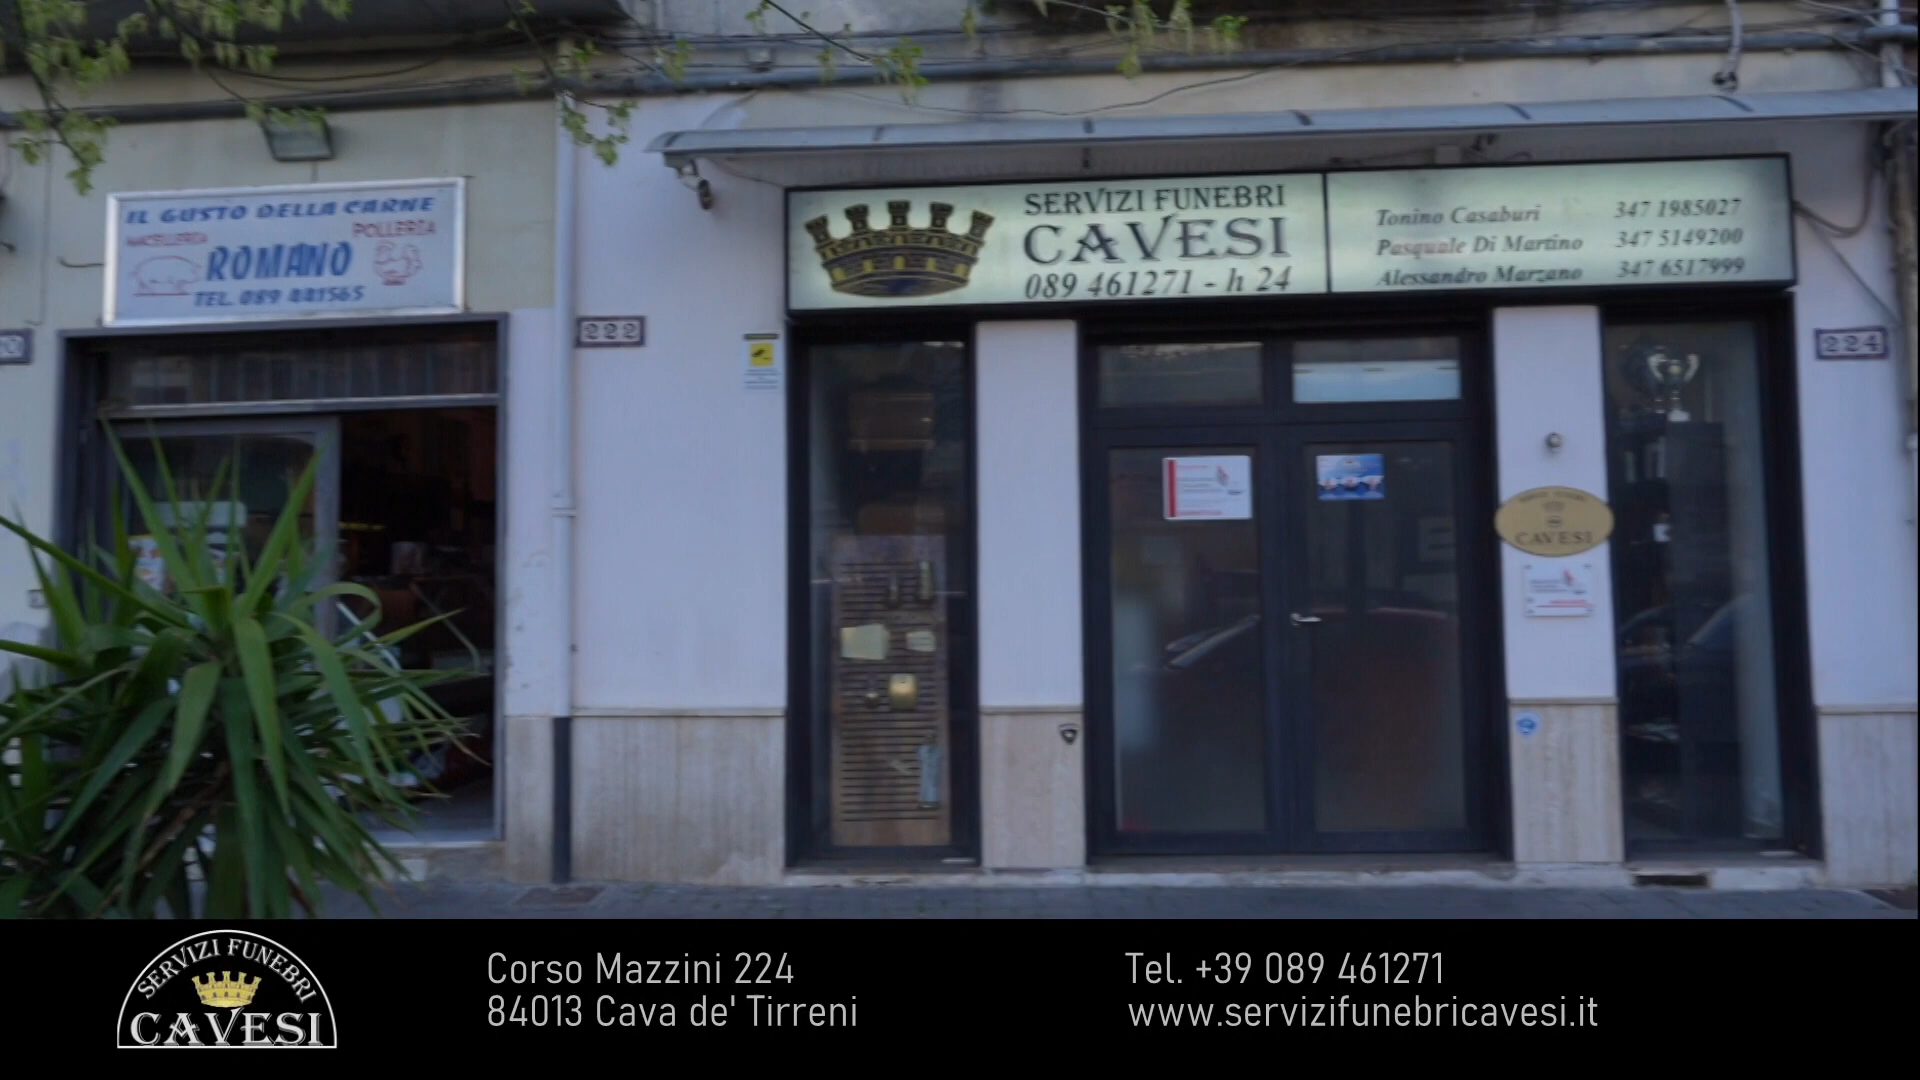 IL GUSTO DELLA CARNE
MACELLERIA
POLLERIA
ROMANO
TEL. 089 441565
SERVIZI FUNEBRI
CAVESI
089 461271 - h 24
Tonino Casaburi 347 1985027
Pasquale Di Martino 347 5149200
Alessandro Marzano 347 6517999
222
224
CAVESI
SERVIZI FUNEBRI
CAVESI
Corso Mazzini 224
84013 Cava de' Tirreni
Tel. +39 089 461271
www.servizifunebricavesi.it